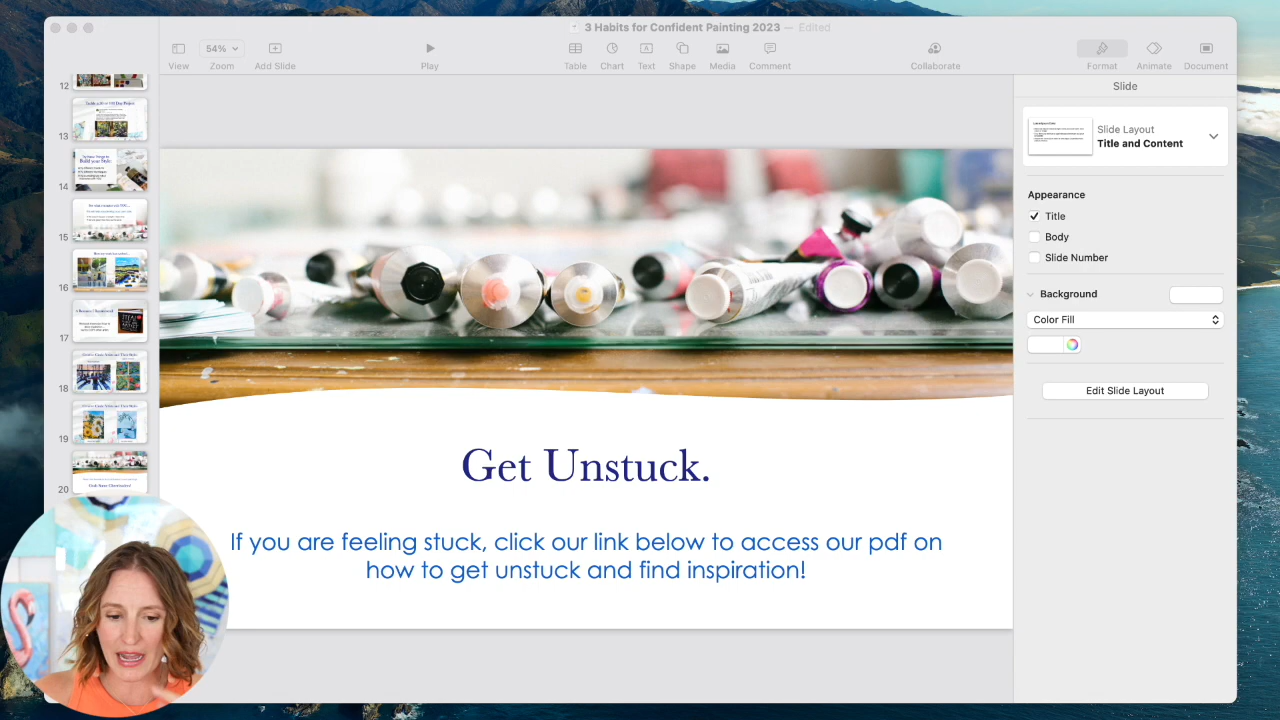 3 Habits for Confident Painting 2023 — Edited
View
54%
Zoom
Add Slide
Play
Table
Chart
Text
Shape
Media
Comment
Collaborate
Format
Animate
Document
12
13
14
Build your Style
15
16
17
18
19
20
Get Unstuck.
If you are feeling stuck, click our link below to access our pdf on
how to get unstuck and find inspiration!
Slide
Slide Layout
Title and Content
Appearance
Title
Body
Slide Number
Background
Color Fill
Edit Slide Layout